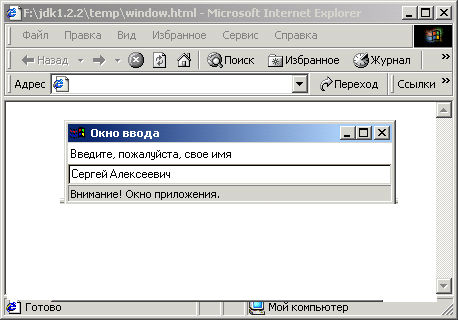 F:\jdk1.2.2\temp\window.html - Microsoft Internet Explorer
Файл Правка Вид Избранное Сервис Справка
Назад Поиск Избранное Журнал
Адрес Переход Ссылки
Окно ввода
Введите, пожалуйста, свое имя
Сергей Алексеевич
Внимание! Окно приложения.
Готово Мой компьютер